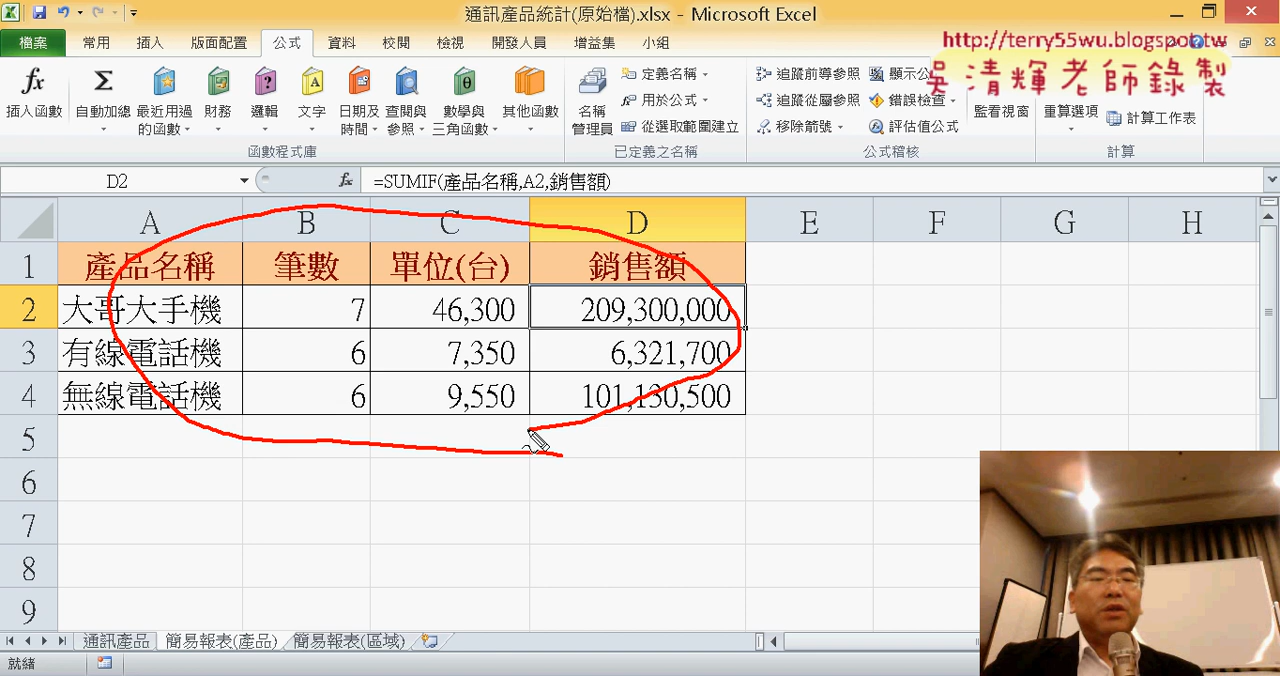 通訊產品統計(原始檔).xlsx - Microsoft Excel
檔案 常用 插入 版面配置 公式 資料 校閱 檢視 開發人員 增益集 小組
http://terry55wu.blogspot.tw
吳清輝老師錄製
插入函數 自動加總 最近用過的函數 財務 邏輯 文字 日期及時間 查閱與參照 數學與三角函數 其他函數
函數程式庫
名稱管理員 定義名稱 用於公式 從選取範圍建立
已定義之名稱
追蹤前導參照 追蹤從屬參照 移除箭號 顯示公 錯誤檢查 評估值公式 監看視窗
公式稽核
重算選項 計算工作表
計算
D2 fx =SUMIF(產品名稱,A2,銷售額)
A B C D E F G H
1 產品名稱 筆數 單位(台) 銷售額
2 大哥大手機 7 46,300 209,300,000
3 有線電話機 6 7,350 6,321,700
4 無線電話機 6 9,550 101,130,500
5
6
7
8
9
通訊產品 簡易報表(產品) 簡易報表(區域)
就緒